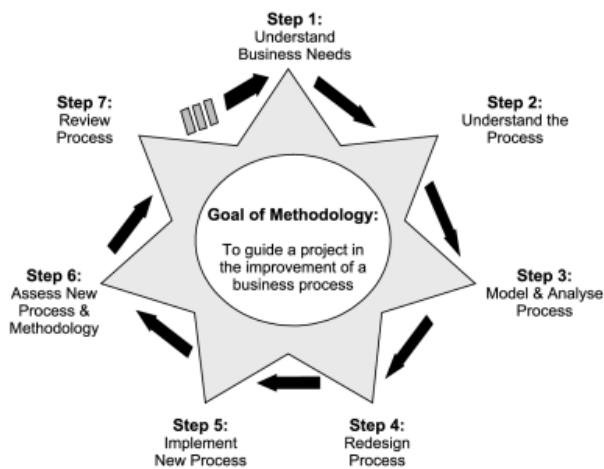 Step 1:
Understand
Business Needs
Step 2:
Understand the
Process
Step 3:
Model & Analyse
Process
Step 4:
Redesign
Process
Step 5:
Implement
New Process
Step 6:
Assess New
Process &
Methodology
Step 7:
Review
Process
Goal of Methodology:
To guide a project in
the improvement of a
business process